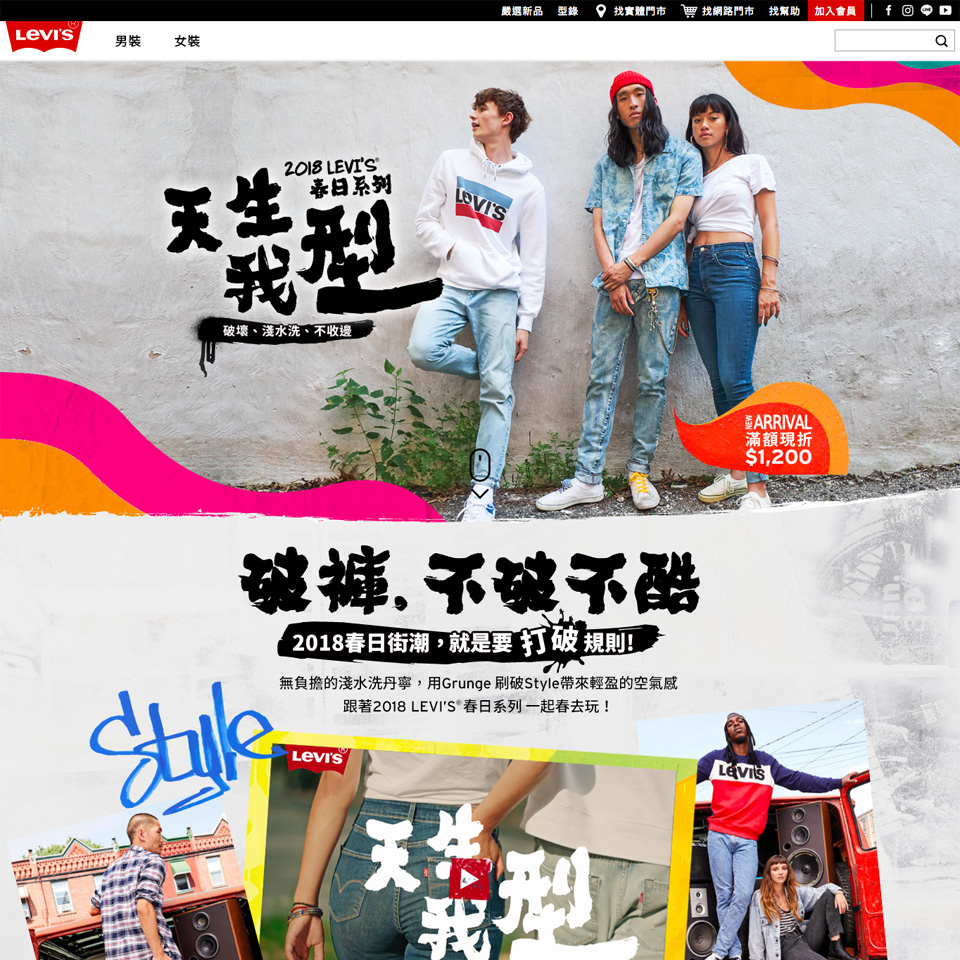 嚴選新品 型錄 找實體門市 找網路門市 找幫助 加入會員
LEVI'S®
男裝 女裝
2018 LEVI'S®
春日系列
天生
我型
破壞、淺水洗、不收邊
LEVI'S
NEW ARRIVAL
滿額現折
$1,200
破褲,不破不酷
2018春日街潮,就是要 打破 規則!
無負擔的淺水洗丹寧,用Grunge 刷破Style帶來輕盈的空氣感
跟著2018 LEVI'S®春日系列 一起春去玩!
Style
LEVI'S®
LEVI'S
天生
我型